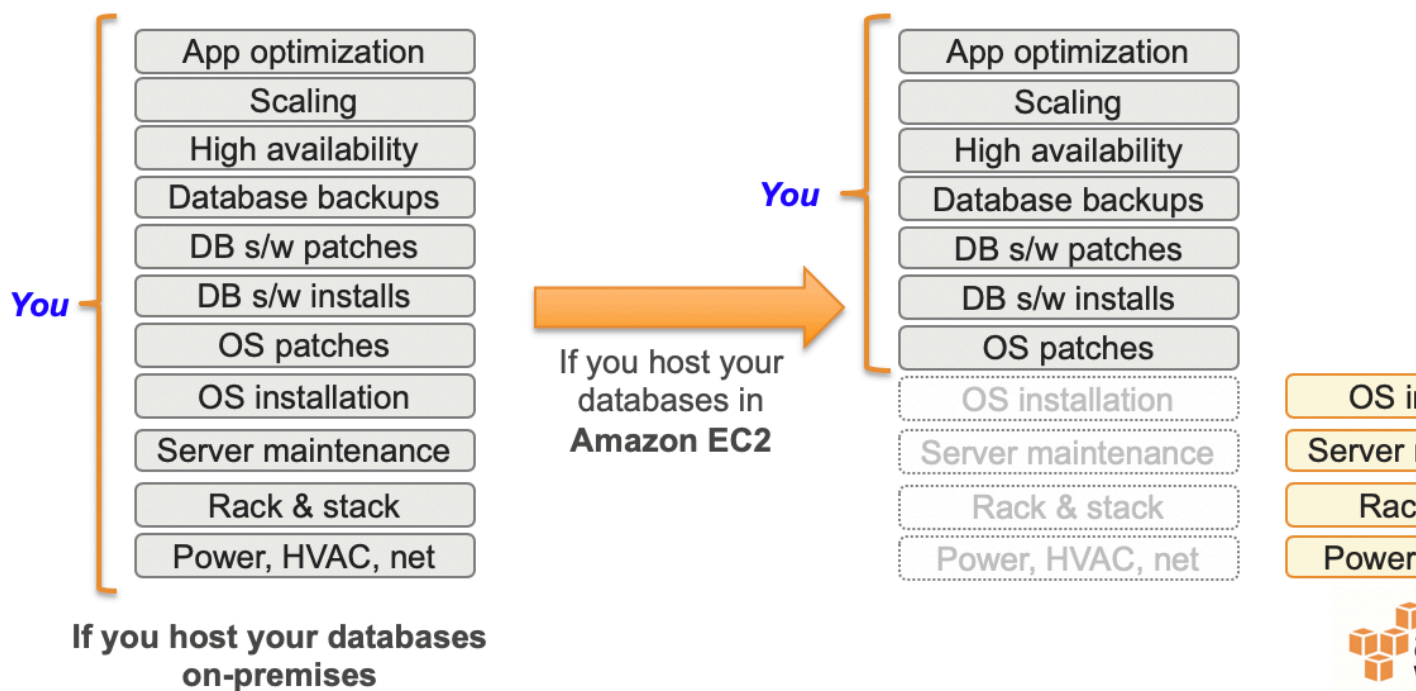 App optimization
Scaling
High availability
Database backups
DB s/w patches
DB s/w installs
OS patches
OS installation
Server maintenance
Rack & stack
Power, HVAC, net
You
If you host your databases
on-premises
If you host your
databases in
Amazon EC2
You
App optimization
Scaling
High availability
Database backups
DB s/w patches
DB s/w installs
OS patches
OS installation
Server maintenance
Rack & stack
Power, HVAC, net
OS
Server
Power